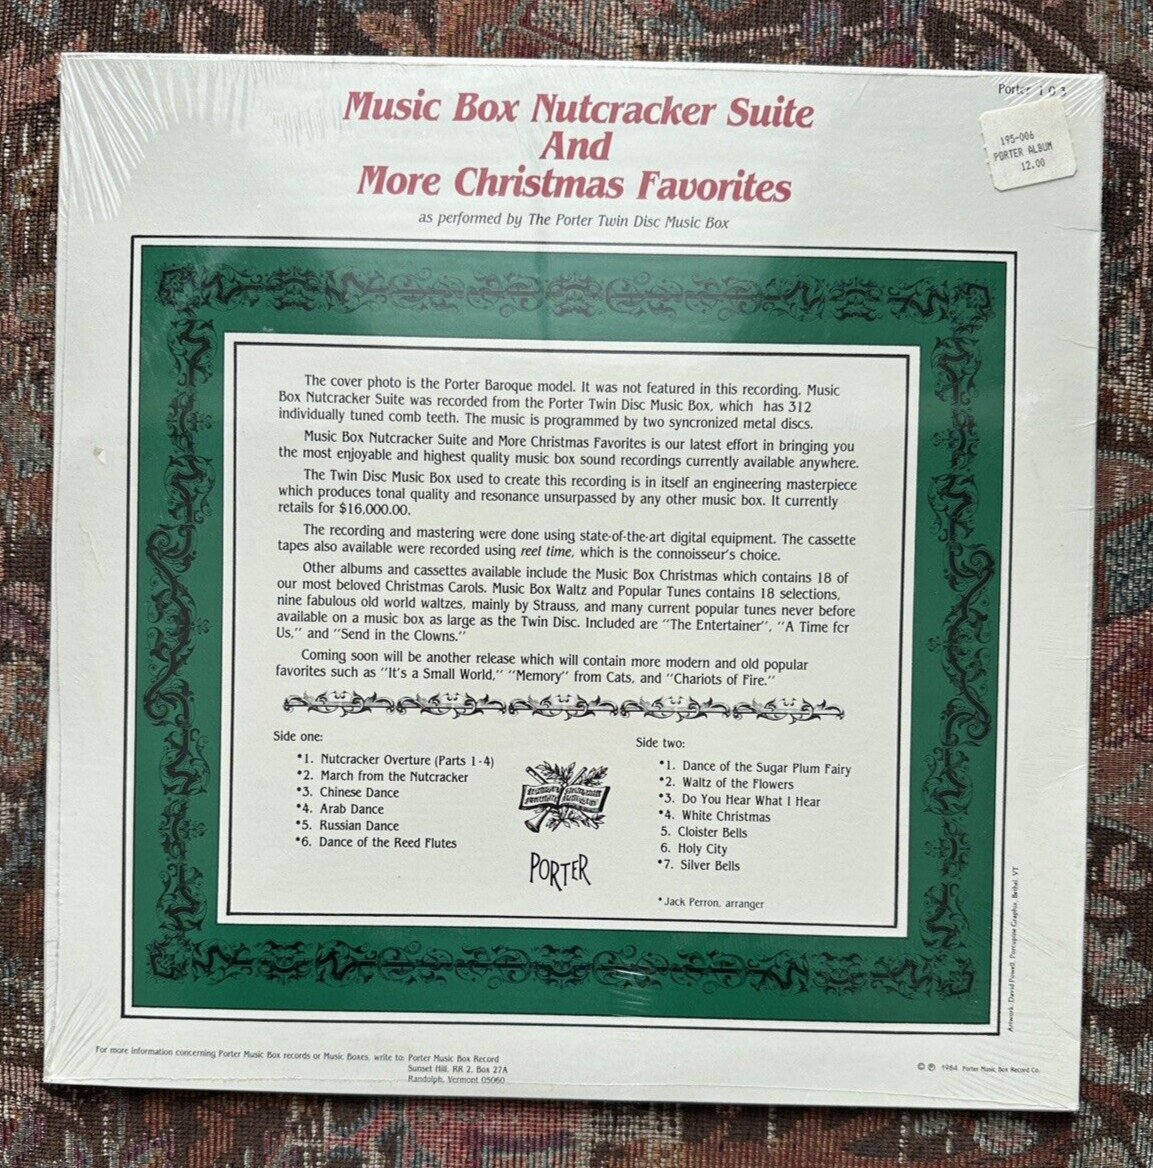 Music Box Nutcracker Suite
And
More Christmas Favorites
as performed by The Porter Twin Disc Music Box
Porter 103
195-006
PORTER ALBUM
12.00
The cover photo is the Porter Baroque model. It was not featured in this recording. Music
Box Nutcracker Suite was recorded from the Porter Twin Disc Music Box, which has 312
individually tuned comb teeth. The music is programmed by two syncronized metal discs.
Music Box Nutcracker Suite and More Christmas Favorites is our latest effort in bringing you
the most enjoyable and highest quality music box sound recordings currently available anywhere.
The Twin Disc Music Box used to create this recording is in itself an engineering masterpiece
which produces tonal quality and resonance unsurpassed by any other music box. It currently
retails for $16,000.00.
The recording and mastering were done using state-of-the-art digital equipment. The cassette
tapes also available were recorded using reel time, which is the connoisseur's choice.
Other albums and cassettes available include the Music Box Christmas which contains 18 of
our most beloved Christmas Carols. Music Box Waltz and Popular Tunes contains 18 selections,
nine fabulous old world waltzes, mainly by Strauss, and many current popular tunes never before
available on a music box as large as the Twin Disc. Included are "The Entertainer", "A Time for
Us," and "Send in the Clowns."
Coming soon will be another release which will contain more modern and old popular
favorites such as "It's a Small World," "Memory" from Cats, and "Chariots of Fire."
Side one:
*1. Nutcracker Overture (Parts 1-4)
*2. March from the Nutcracker
*3. Chinese Dance
*4. Arab Dance
*5. Russian Dance
*6. Dance of the Reed Flutes
PORTER
Side two:
*1. Dance of the Sugar Plum Fairy
*2. Waltz of the Flowers
*3. Do You Hear What I Hear
*4. White Christmas
5. Cloister Bells
6. Holy City
*7. Silver Bells
*Jack Perron, arranger
Artwork: David Powell, Porcupine Graphix, Bethel, VT
For more information concerning Porter Music Box records or Music Boxes, write to: Porter Music Box Record
Sunset Hill, RR 2, Box 27A
Randolph, Vermont 05060
© ℗ 1984 Porter Music Box Record Co.